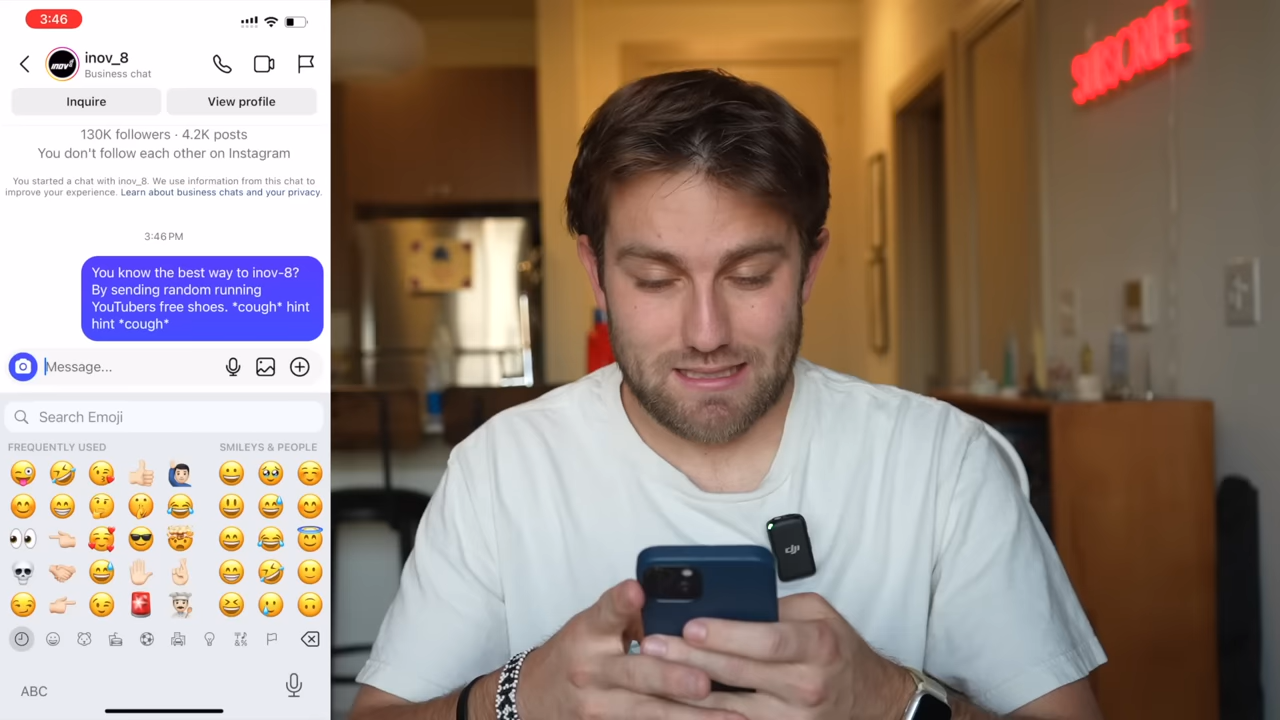 3:46
inov_8
Business chat
Inquire
View profile
130K followers · 4.2K posts
You don't follow each other on Instagram
You started a chat with inov_8. We use information from this chat to
improve your experience. Learn about business chats and your privacy.
3:46 PM
You know the best way to inov-8?
By sending random running
YouTubers free shoes. *cough* hint
hint *cough*
Message...
Search Emoji
FREQUENTLY USED
SMILEYS & PEOPLE
ABC
SUBSCRIBE
dji